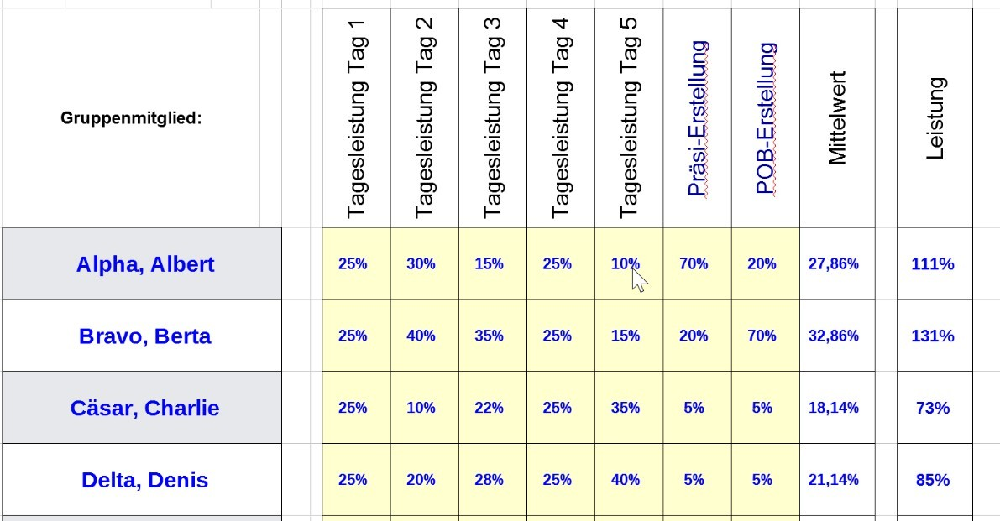 Gruppenmitglied: Tagesleistung Tag 1 Tagesleistung Tag 2 Tagesleistung Tag 3 Tagesleistung Tag 4 Tagesleistung Tag 5 Präsi-Erstellung POB-Erstellung Mittelwert Leistung
Alpha, Albert 25% 30% 15% 25% 10% 70% 20% 27,86% 111%
Bravo, Berta 25% 40% 35% 25% 15% 20% 70% 32,86% 131%
Cäsar, Charlie 25% 10% 22% 25% 35% 5% 5% 18,14% 73%
Delta, Denis 25% 20% 28% 25% 40% 5% 5% 21,14% 85%